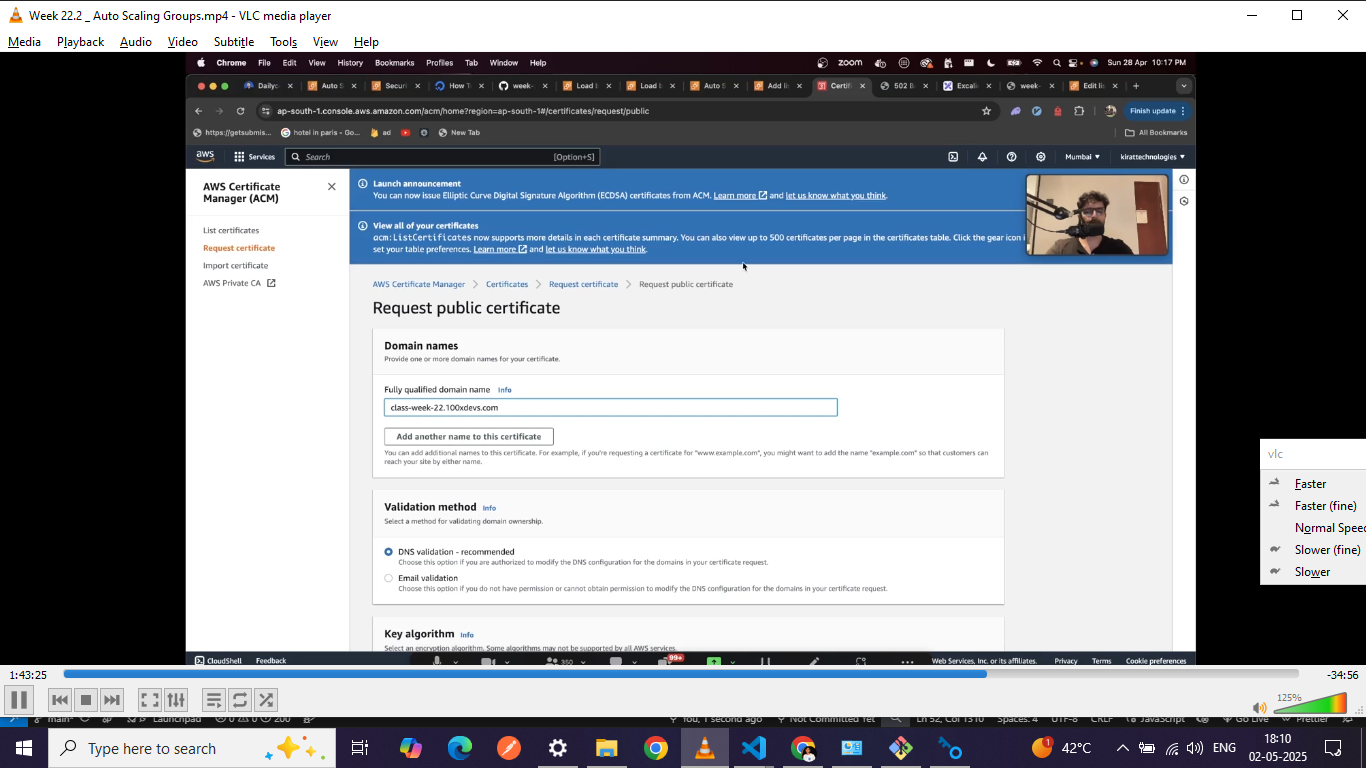 Week 22.2 _ Auto Scaling Groups.mp4 - VLC media player
Media Playback Audio Video Subtitle Tools View Help
Chrome File Edit View History Bookmarks Profiles Tab Window Help
zoom Sun 28 Apr 10:17 PM
Dailyc Auto S Securi How T week- Load b Load b Auto S Add li Certifi 502 B Excali week- Edit lis
ap-south-1.console.aws.amazon.com/acm/home?region=ap-south-1#/certificates/request/public
Finish update
https://getsubmis... hotel in paris - Go... ad New Tab All Bookmarks
aws Services Search [Option+S] Mumbai kirattechnologies
AWS Certificate Manager (ACM)
List certificates
Request certificate
Import certificate
AWS Private CA
Launch announcement
You can now issue Elliptic Curve Digital Signature Algorithm (ECDSA) certificates from ACM. Learn more and let us know what you think.
View all of your certificates
acm:ListCertificates now supports more details in each certificate summary. You can also view up to 500 certificates per page in the certificates table. Click the gear icon
set your table preferences. Learn more and let us know what you think.
AWS Certificate Manager Certificates Request certificate Request public certificate
Request public certificate
Domain names
Provide one or more domain names for your certificate.
Fully qualified domain name Info
class-week-22.100xdevs.com
Add another name to this certificate
You can add additional names to this certificate. For example, if you're requesting a certificate for "www.example.com", you might want to add the name "example.com" so that customers can
reach your site by either name.
Validation method Info
Select a method for validating domain ownership.
DNS validation - recommended
Choose this option if you are authorized to modify the DNS configuration for the domains in your certificate request.
Email validation
Choose this option if you do not have permission or cannot obtain permission to modify the DNS configuration for the domains in your certificate request.
Key algorithm Info
Select an encryption algorithm. Some algorithms may not be supported by all AWS services.
CloudShell Feedback 350 99+ Web Services, Inc. or its affiliates. Privacy Terms Cookie preferences
vlc
Faster
Faster (fine)
Normal Spee
Slower (fine)
Slower
1:43:25 -34:56
125%
main* Launchpad 0 0 200 You, 1 second ago Not Committed Yet Ln 52, Col 1310 Spaces: 4 UTF-8 CRLF JavaScript Go Live Prettier
Type here to search
1 42°C ENG 18:10
02-05-2025